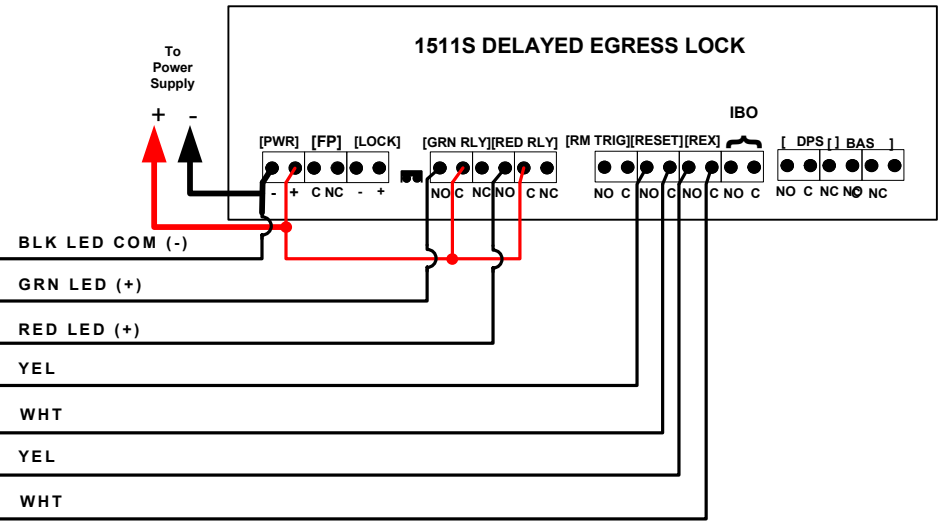 1511S DELAYED EGRESS LOCK
To
Power
Supply
+ -
IBO
[PWR] [FP] [LOCK] [GRN RLY][RED RLY] [RM TRIG][RESET][REX] [ DPS [ ] BAS ]
- + C NC - + NO C NC NO C NC NO C NO C NO C NO C NO C NC NO C NC
BLK LED COM (-)
GRN LED (+)
RED LED (+)
YEL
WHT
YEL
WHT